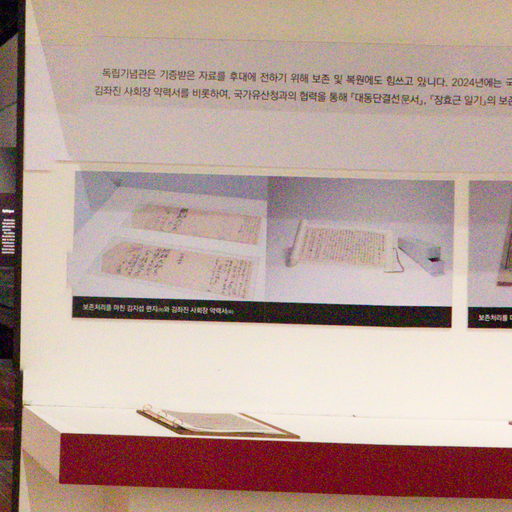 독립기념관은 기증받은 자료를 후대에 전하기 위해 보존 및 복원에도 힘쓰고 있습니다. 2024년에는
김좌진 사회장 약력서를 비롯하여, 국가유산청과의 협력을 통해 『대동단결선언문서』, 『장효근 일기』의
보존처리를 마친 김지섭 편지(좌)와 김좌진 사회장 약력서(우)
보존처리를